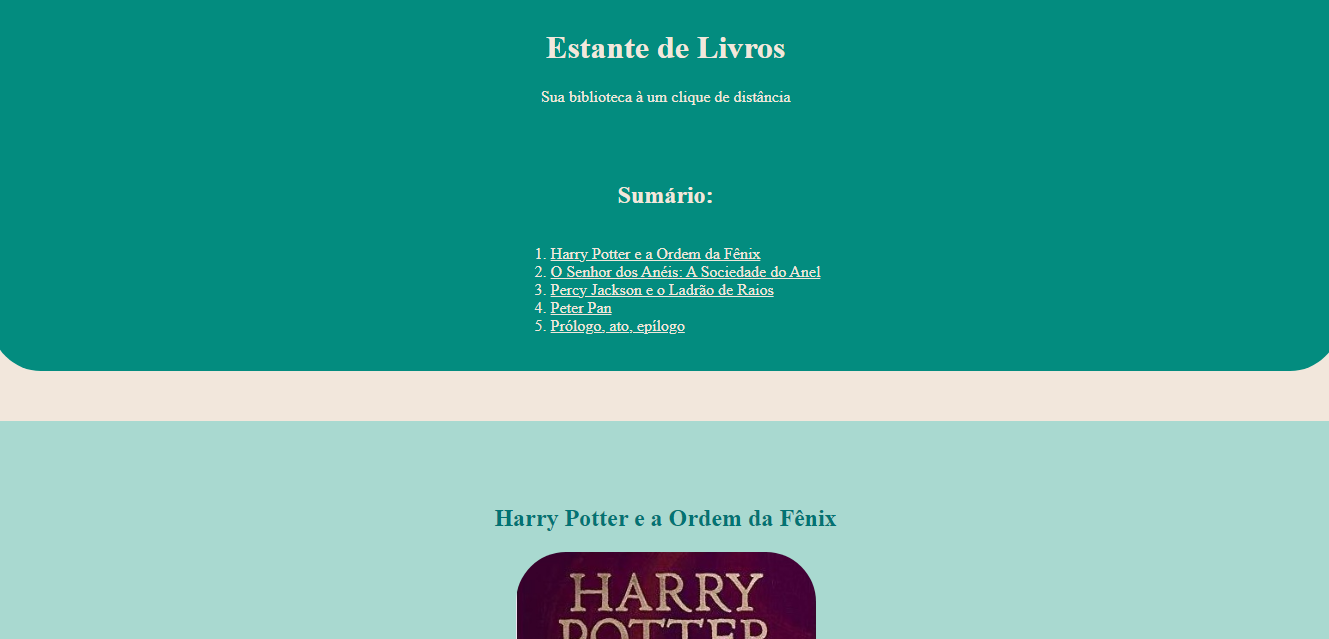 Estante de Livros
Sua biblioteca à um clique de distância
Sumário:
1. Harry Potter e a Ordem da Fênix
2. O Senhor dos Anéis: A Sociedade do Anel
3. Percy Jackson e o Ladrão de Raios
4. Peter Pan
5. Prólogo, ato, epílogo
Harry Potter e a Ordem da Fênix
HARRY
POTTER